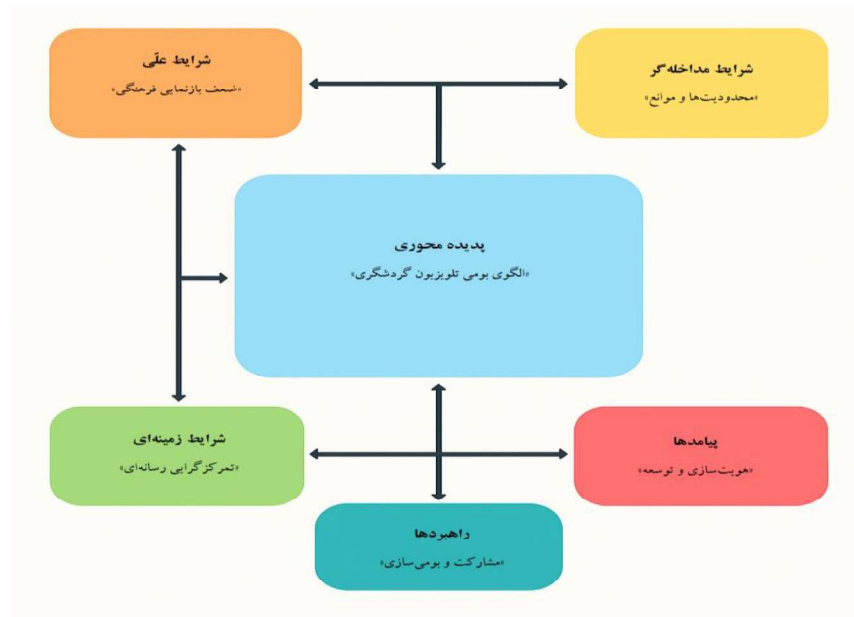 شرایط مداخله‌گر
«محدودیت‌ها و موانع»
شرایط علّی
«ضعف بازنمایی فرهنگی»
پدیده محوری
«الگوی بومی تلویزیون گردشگری»
پیامدها
«هویت‌سازی و توسعه»
شرایط زمینه‌ای
«تمرکزگرایی رسانه‌ای»
راهبردها
«مشارکت و بومی‌سازی»